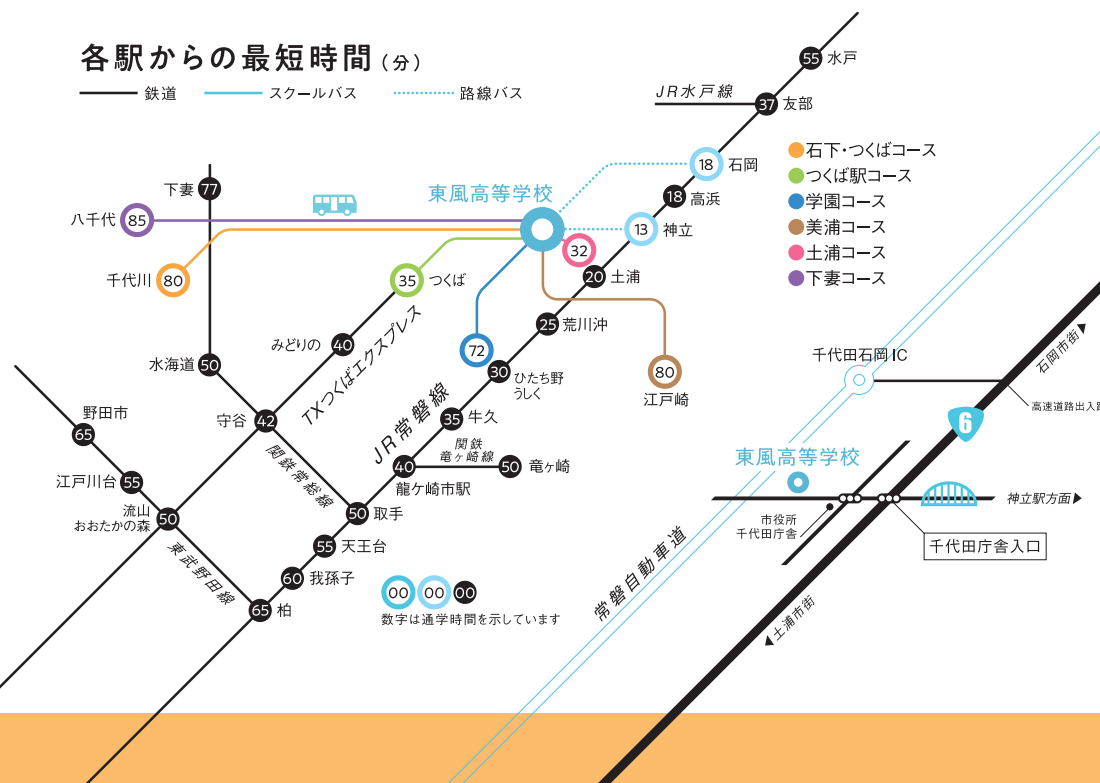 各駅からの最短時間(分)
鉄道
スクールバス
路線バス
55 水戸
JR水戸線
37 友部
18 石岡
18 高浜
13 神立
東風高等学校
32
20 土浦
25 荒川沖
72
30 ひたち野
うしく
80
江戸崎
35 牛久
JR常磐線
関鉄
竜ヶ崎線
40
龍ケ崎市駅
50 竜ヶ崎
50 取手
55 天王台
60 我孫子
65 柏
下妻 77
八千代 85
千代川 80
35 つくば
みどりの 40
TXつくばエクスプレス
水海道 50
守谷 42
関鉄常総線
野田市
65
江戸川台 55
流山
おおたかの森
50
東武野田線
00 00 00
数字は通学時間を示しています
石下・つくばコース
つくば駅コース
学園コース
美浦コース
土浦コース
下妻コース
千代田石岡IC
石岡市街
6
東風高等学校
神立駅方面
市役所
千代田庁舎
千代田庁舎入口
常磐自動車道
土浦市街
高速道路出入